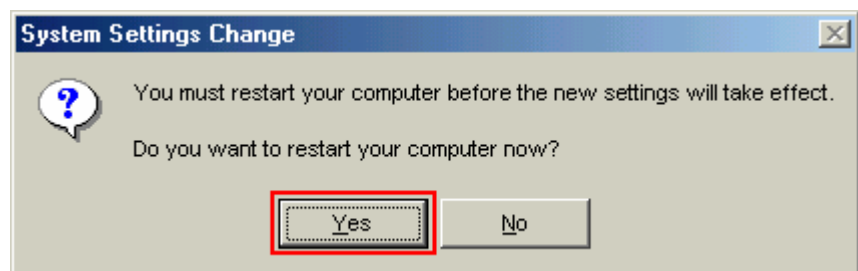 System Settings Change
You must restart your computer before the new settings will take effect.
Do you want to restart your computer now?
Yes No